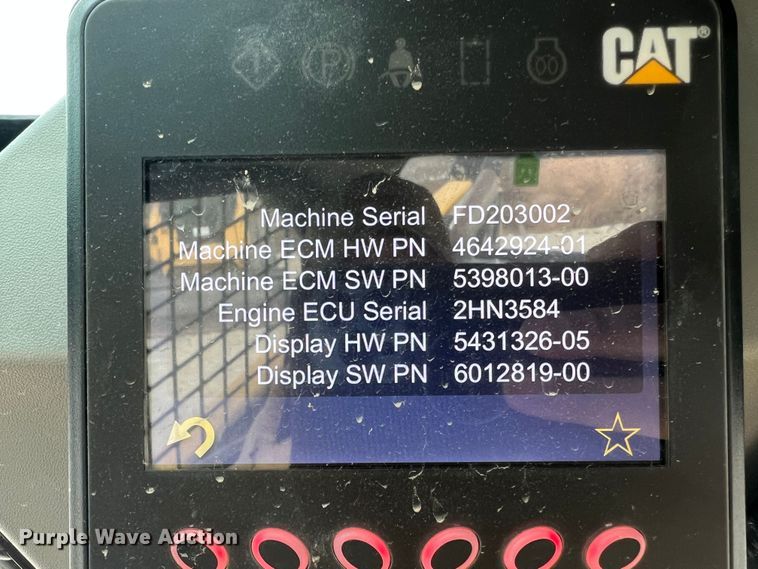 CAT®
Machine Serial FD203002
Machine ECM HW PN 4642924-01
Machine ECM SW PN 5398013-00
Engine ECU Serial 2HN3584
Display HW PN 5431326-05
Display SW PN 6012819-00
Purple Wave Auction